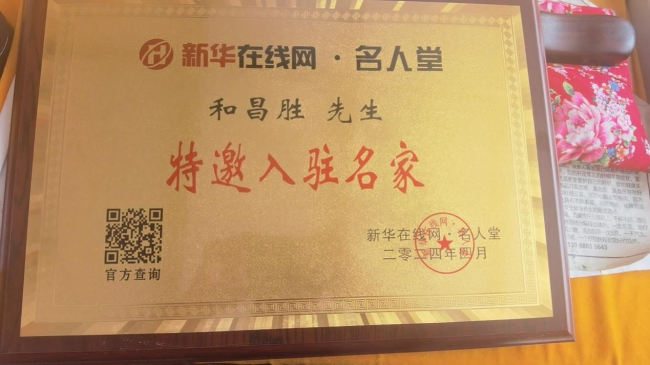 新华在线网·名人堂
和昌胜 先生
特邀入驻名家
官方查询
新华在线网·名人堂
二零二四年四月